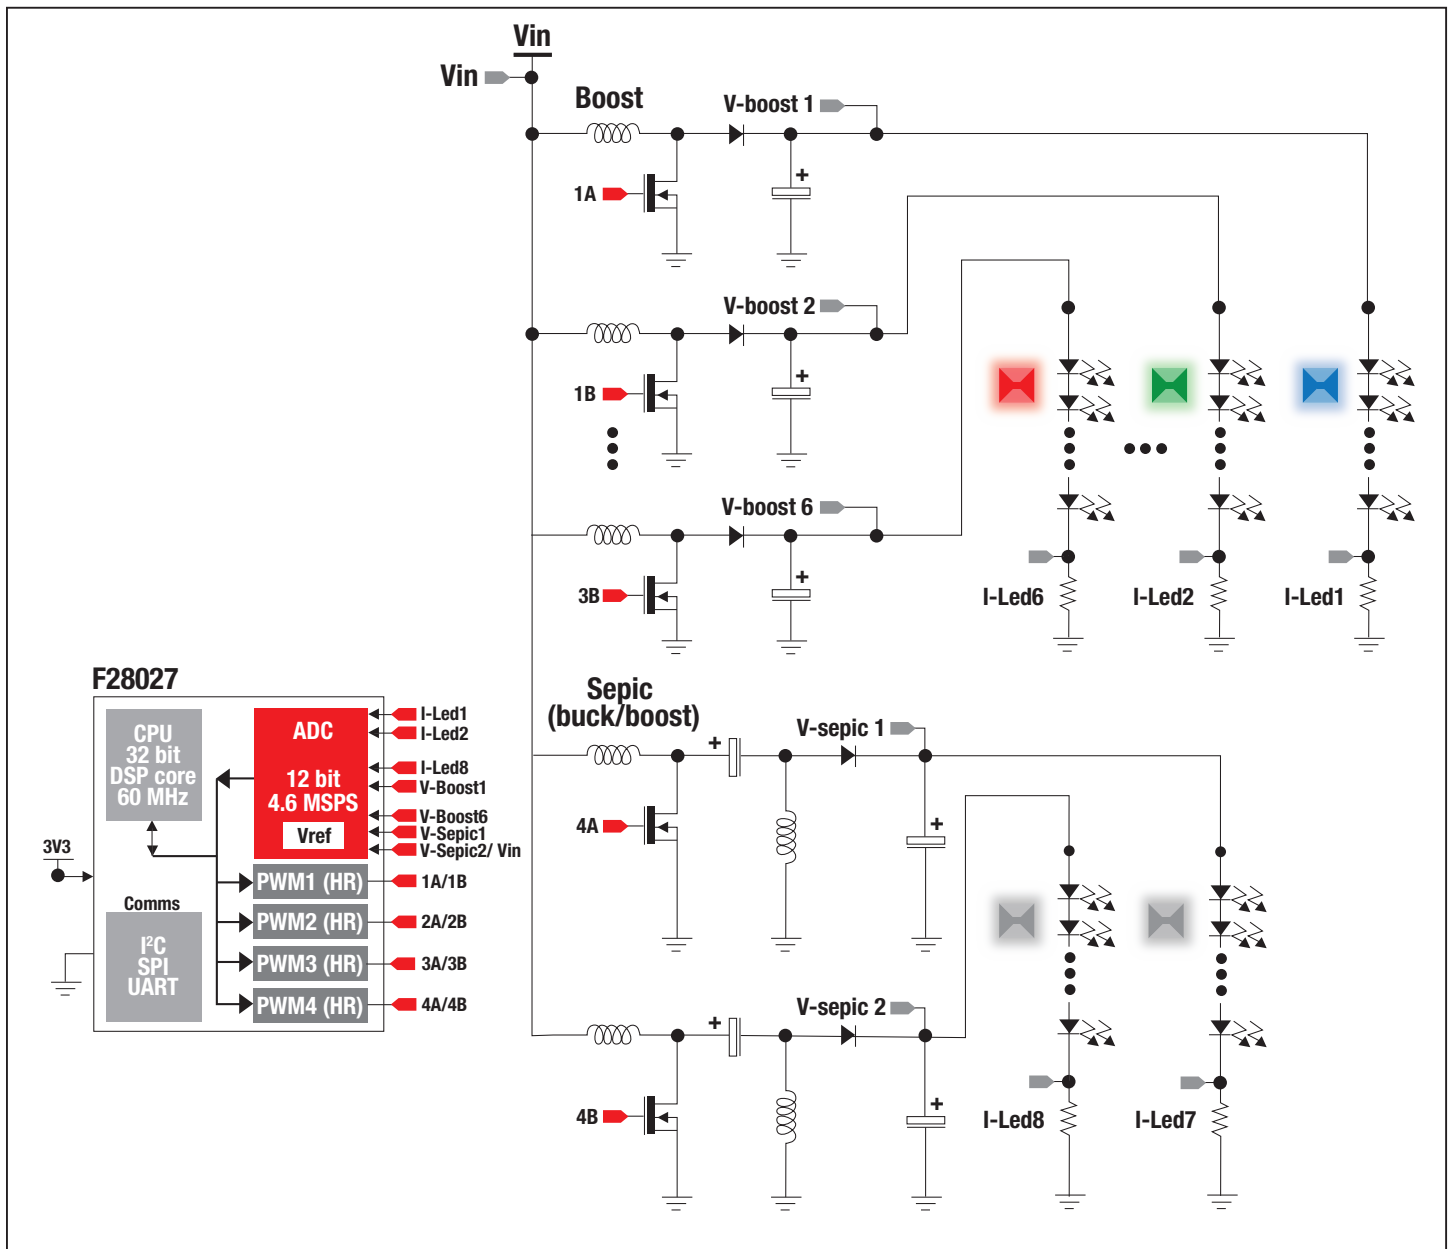 Vin
Vin
Boost
V-boost 1
+
1A
V-boost 2
+
1B
V-boost 6
+
3B
I-Led6
I-Led2
I-Led1
F28027
CPU
32 bit
DSP core
60 MHz
ADC
12 bit
4.6 MSPS
Vref
I-Led1
I-Led2
I-Led8
V-Boost1
V-Boost6
V-Sepic1
V-Sepic2/ Vin
3V3
Comms
I²C
SPI
UART
PWM1 (HR)
1A/1B
PWM2 (HR)
2A/2B
PWM3 (HR)
3A/3B
PWM4 (HR)
4A/4B
Sepic
(buck/boost)
V-sepic 1
+
+
4A
V-sepic 2
+
+
4B
I-Led8
I-Led7